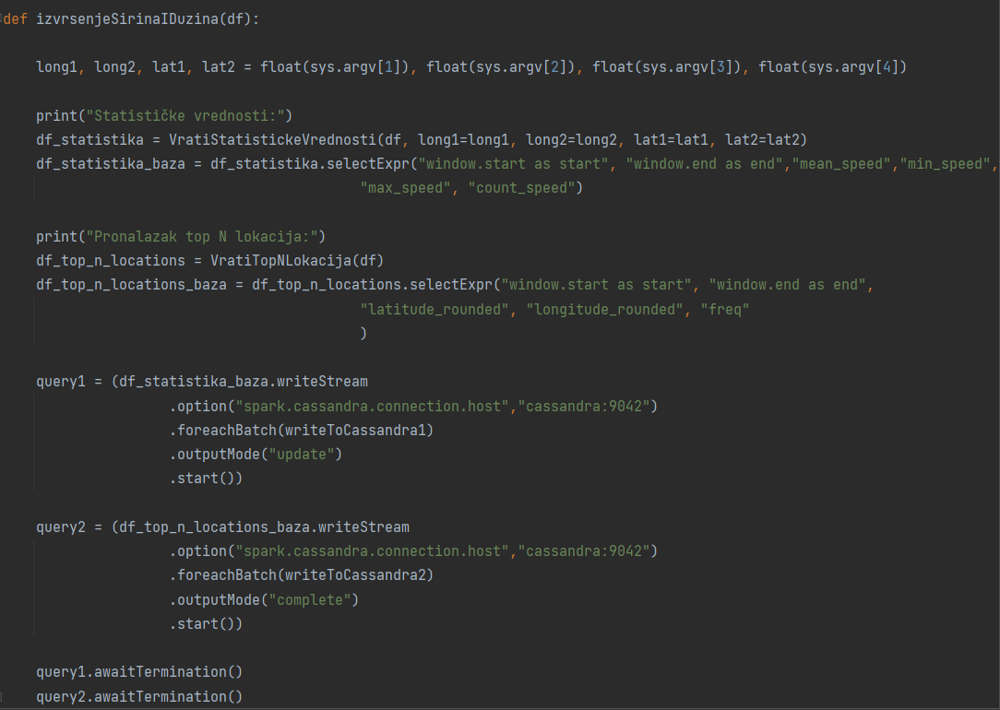 def izvrsenjeSirinaIDuzina(df):
long1, long2, lat1, lat2 = float(sys.argv[1]), float(sys.argv[2]), float(sys.argv[3]), float(sys.argv[4])
print("Statističke vrednosti:")
df_statistika = VratiStatistickeVrednosti(df, long1=long1, long2=long2, lat1=lat1, lat2=lat2)
df_statistika_baza = df_statistika.selectExpr("window.start as start", "window.end as end","mean_speed","min_speed",
"max_speed", "count_speed")
print("Pronalazak top N lokacija:")
df_top_n_locations = VratiTopNLokacija(df)
df_top_n_locations_baza = df_top_n_locations.selectExpr("window.start as start", "window.end as end",
"latitude_rounded", "longitude_rounded", "freq"
)
query1 = (df_statistika_baza.writeStream
.option("spark.cassandra.connection.host","cassandra:9042")
.foreachBatch(writeToCassandra1)
.outputMode("update")
.start())
query2 = (df_top_n_locations_baza.writeStream
.option("spark.cassandra.connection.host","cassandra:9042")
.foreachBatch(writeToCassandra2)
.outputMode("complete")
.start())
query1.awaitTermination()
query2.awaitTermination()